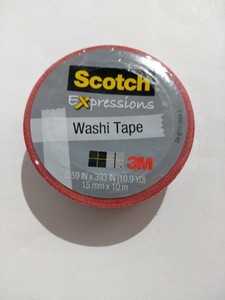 Scotch
Expressions
Washi Tape
3M
.59 IN x 393 IN (10.9 YD)
15 mm x 10 m